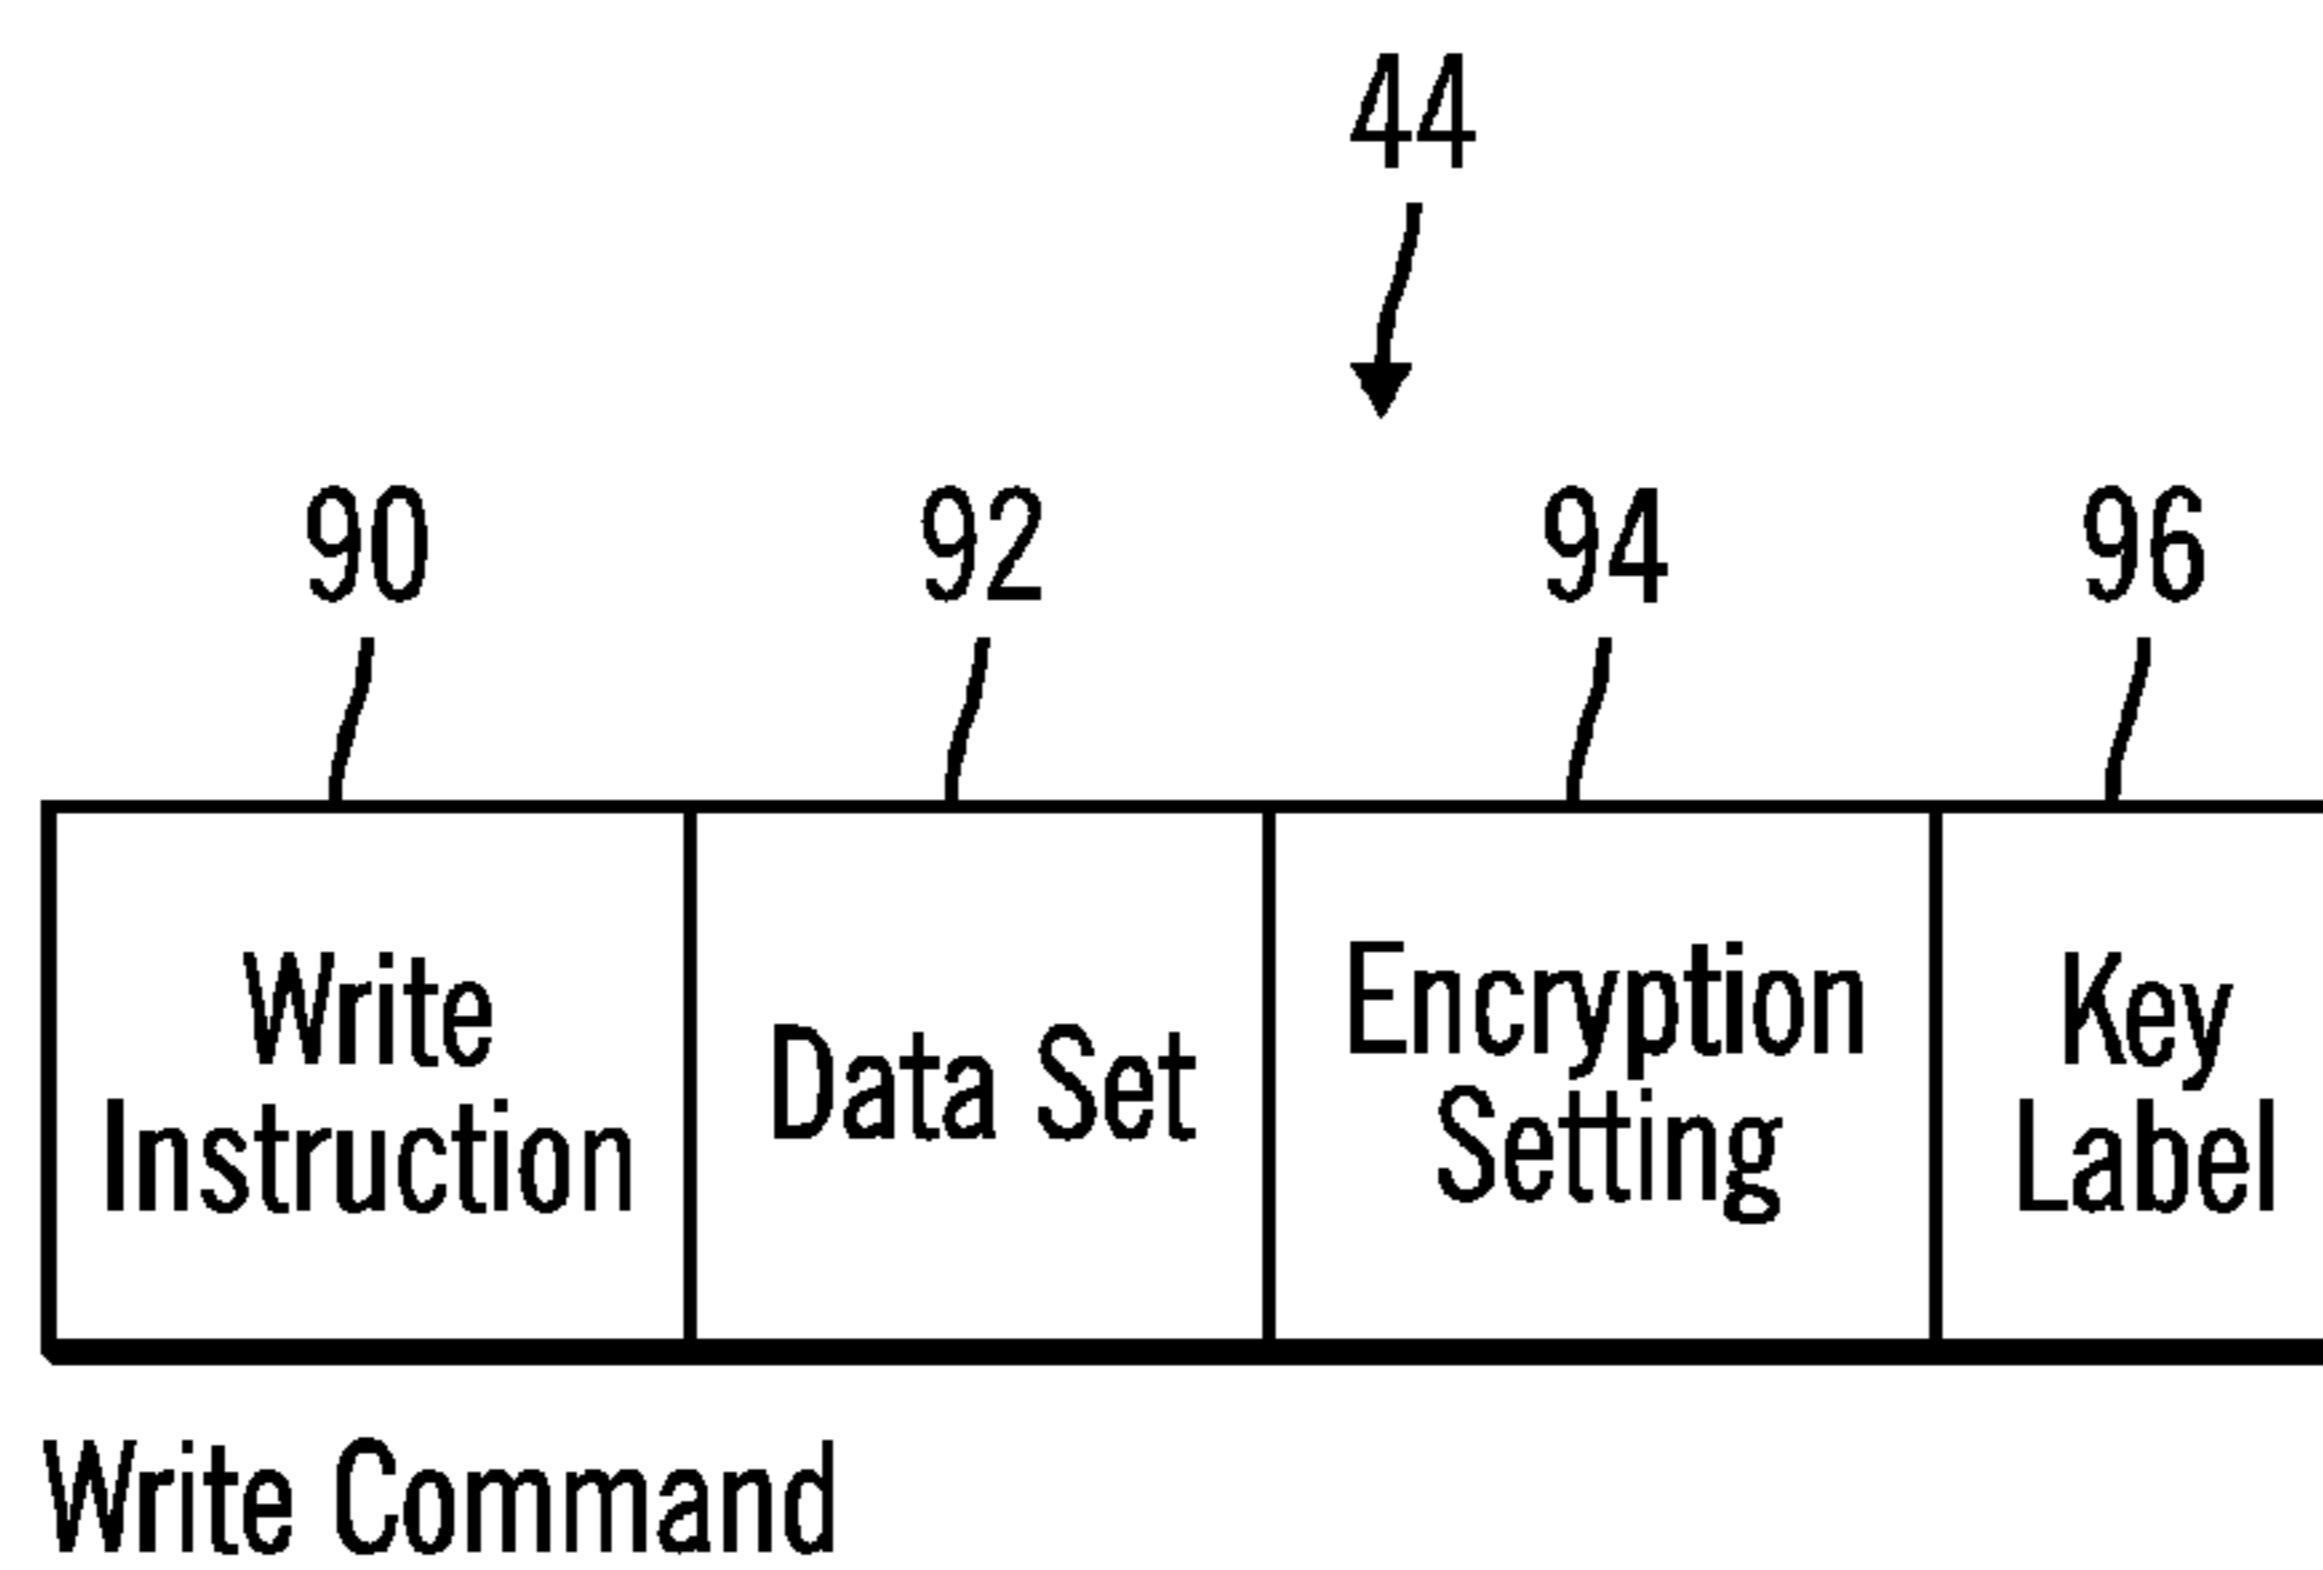 44
90 92 94 96
Write
Instruction
Data Set
Encryption
Setting
Key
Label
Write Command